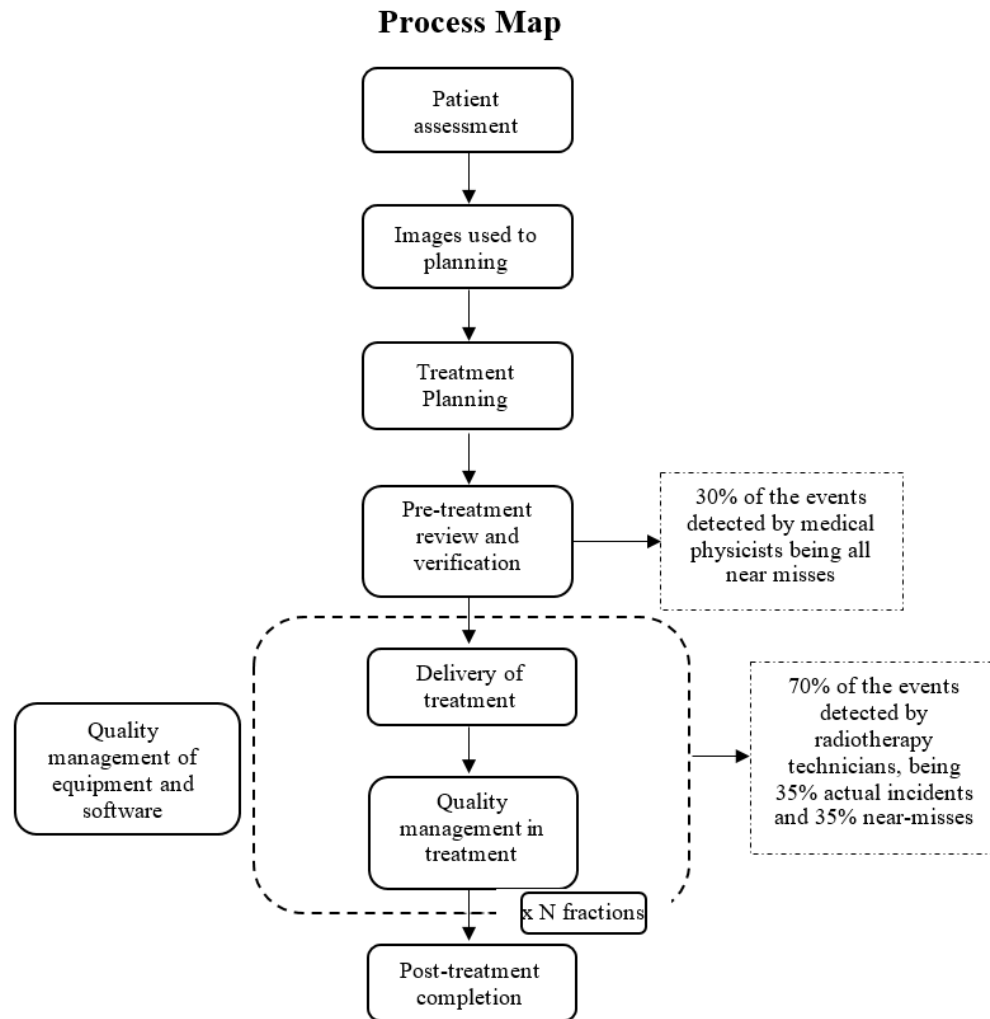 Process Map
Patient
assessment
Images used to
planning
Treatment
Planning
Pre-treatment
review and
verification
30% of the events
detected by medical
physicists being all
near misses
Delivery of
treatment
Quality
management of
equipment and
software
Quality
management in
treatment
70% of the events
detected by
radiotherapy
technicians, being
35% actual incidents
and 35% near-misses
x N fractions
Post-treatment
completion